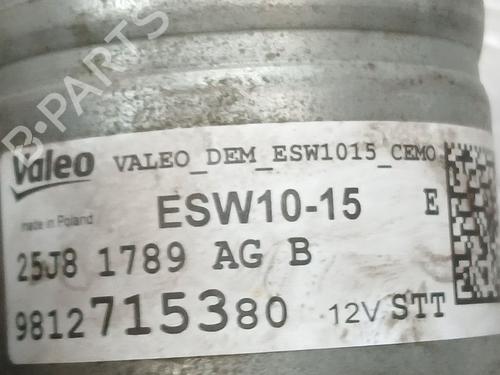 B-PARTS
Valeo VALEO_DEM_ESW1015_CEMO
made in Poland ESW10-15 E
25J8 1789 AG B
9812715380 12V STT